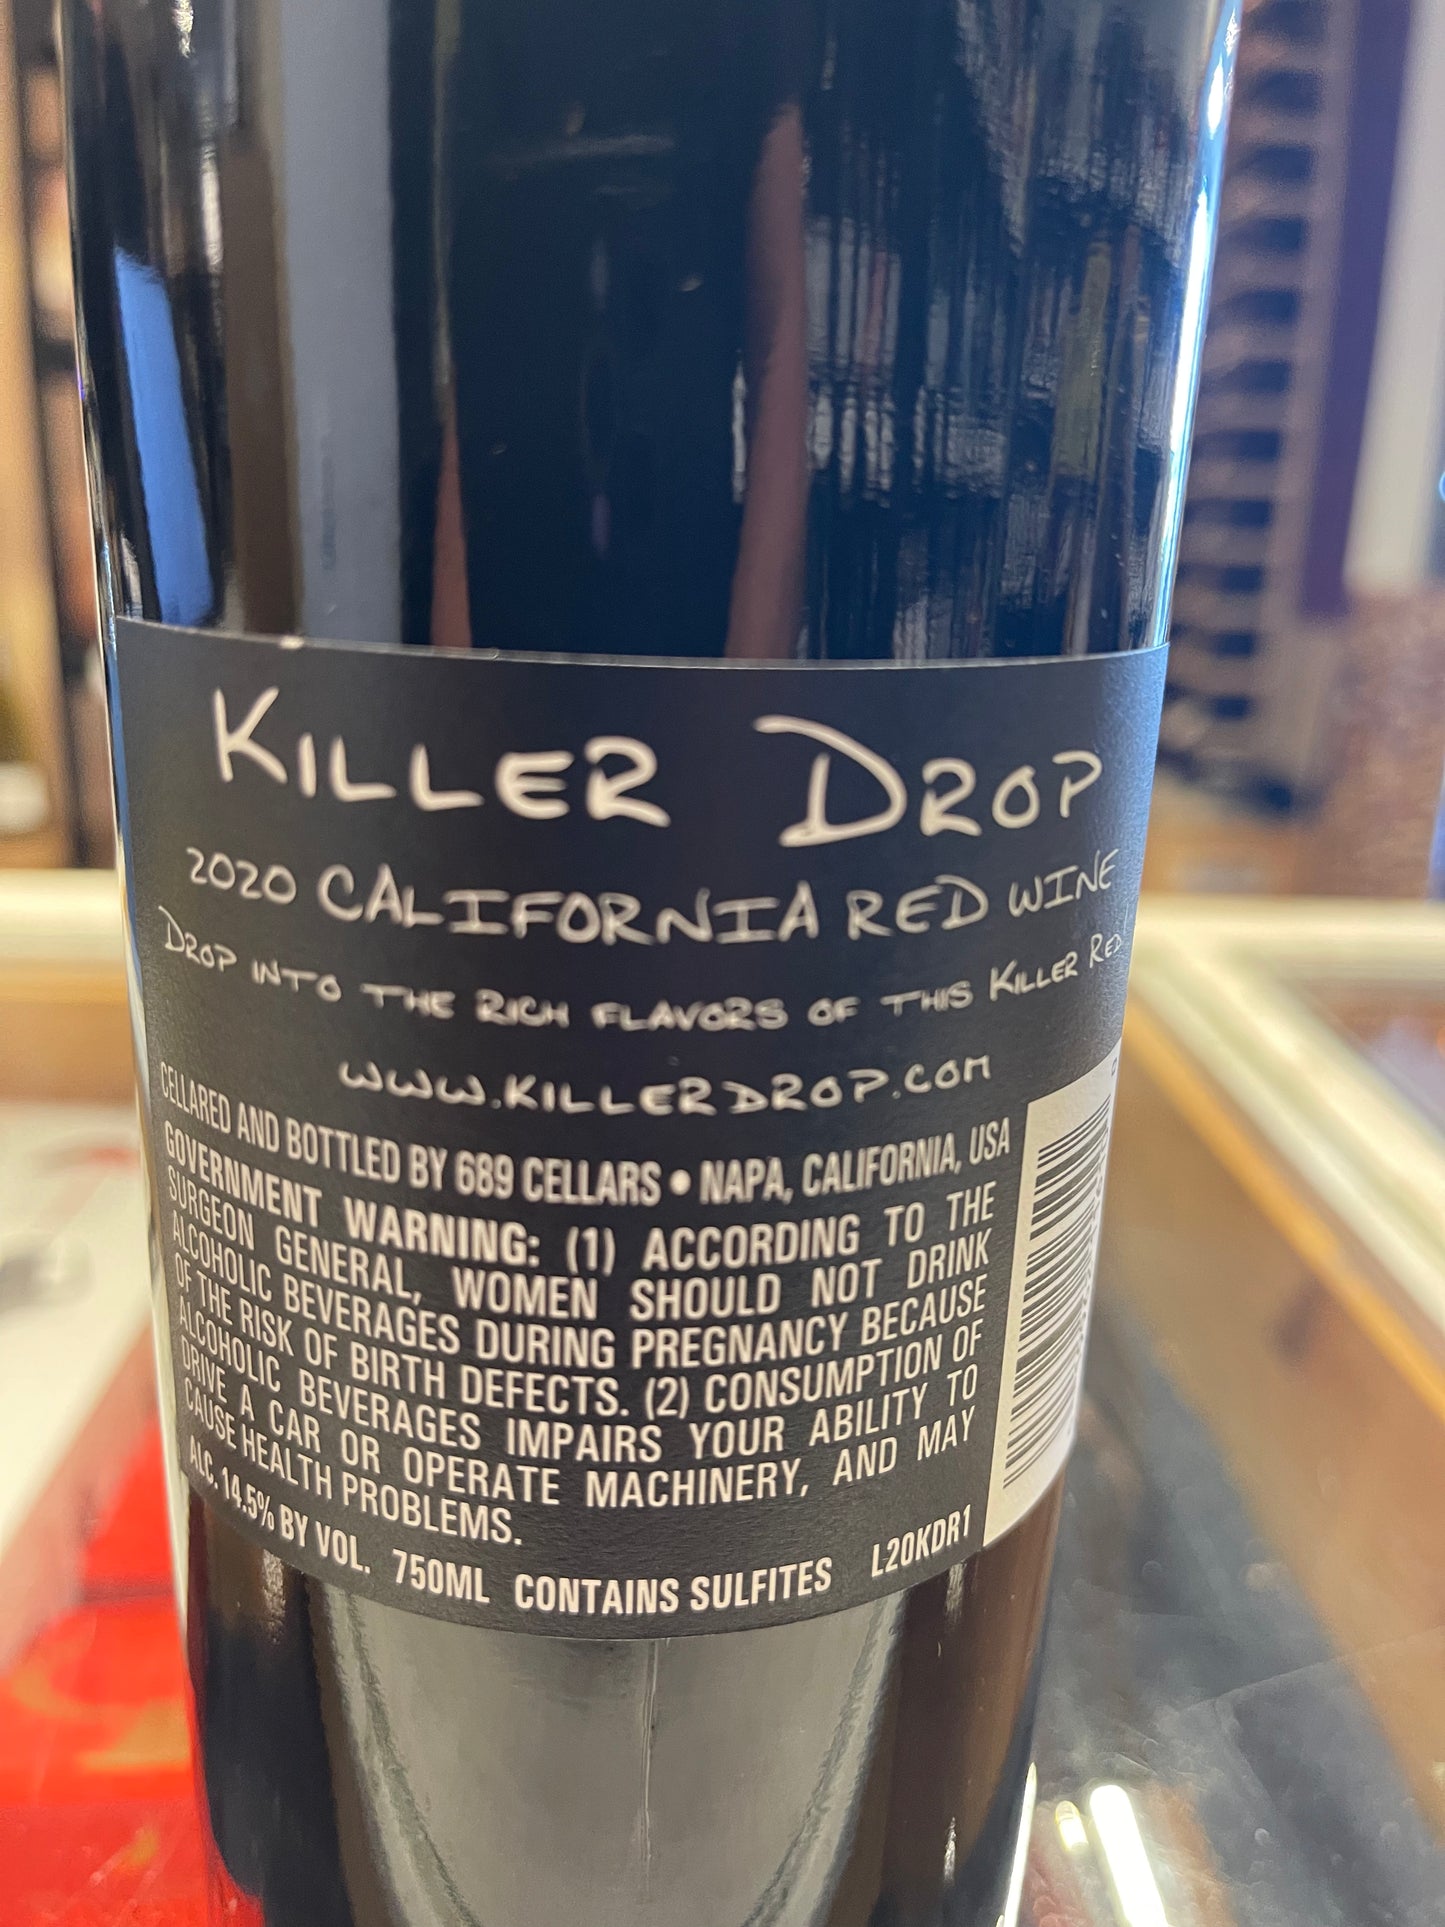 KILLER DROP
2020 CALIFORNIA RED WINE
DROP INTO THE RICH FLAVORS OF THIS KILLER RED!
WWW.KILLERDROP.COM
CELLARED AND BOTTLED BY 689 CELLARS • NAPA, CALIFORNIA, USA
GOVERNMENT WARNING: (1) ACCORDING TO THE
SURGEON GENERAL, WOMEN SHOULD NOT DRINK
ALCOHOLIC BEVERAGES DURING PREGNANCY BECAUSE
OF THE RISK OF BIRTH DEFECTS. (2) CONSUMPTION OF
ALCOHOLIC BEVERAGES IMPAIRS YOUR ABILITY TO
DRIVE A CAR OR OPERATE MACHINERY, AND MAY
CAUSE HEALTH PROBLEMS.
ALC. 14.5% BY VOL. 750ML CONTAINS SULFITES L20KDR1